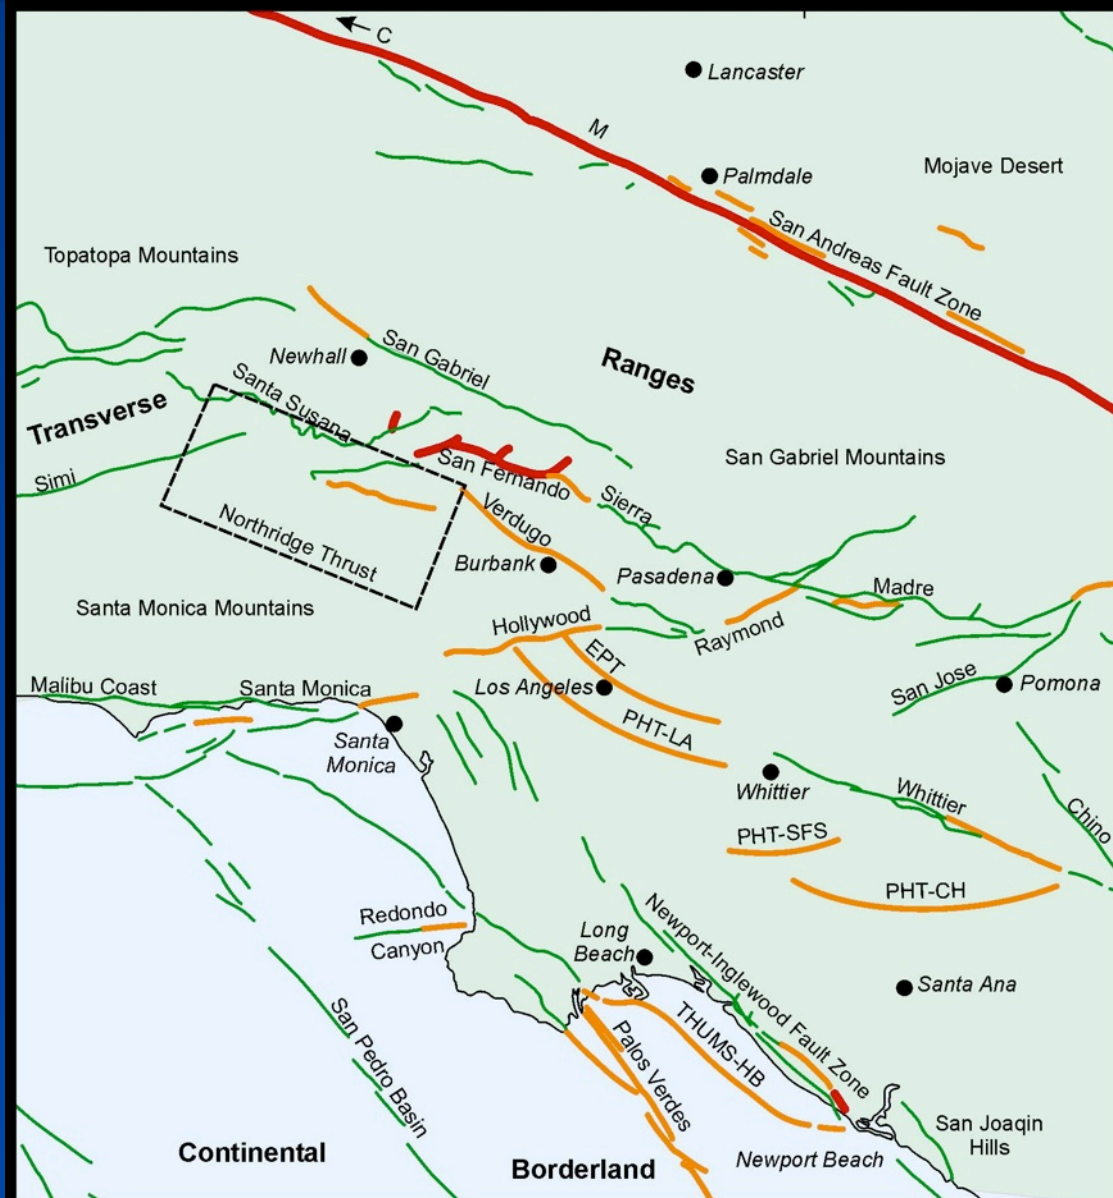 C
Lancaster
M
Mojave Desert
Palmdale
San Andreas Fault Zone
Topatopa Mountains
Newhall
San Gabriel
Ranges
Santa Susana
Transverse
San Gabriel Mountains
San Fernando
Simi
Sierra
Verdugo
Northridge Thrust
Burbank
Pasadena
Madre
Santa Monica Mountains
Hollywood
Raymond
EPT
Malibu Coast
Santa Monica
Los Angeles
San Jose
Pomona
PHT-LA
Santa
Monica
Whittier
Whittier
Chino
PHT-SFS
PHT-CH
Redondo
Canyon
Long
Beach
Newport-Inglewood Fault Zone
Santa Ana
San Pedro Basin
Palos Verdes
THUMS-HB
San Joaqin
Hills
Continental
Borderland
Newport Beach